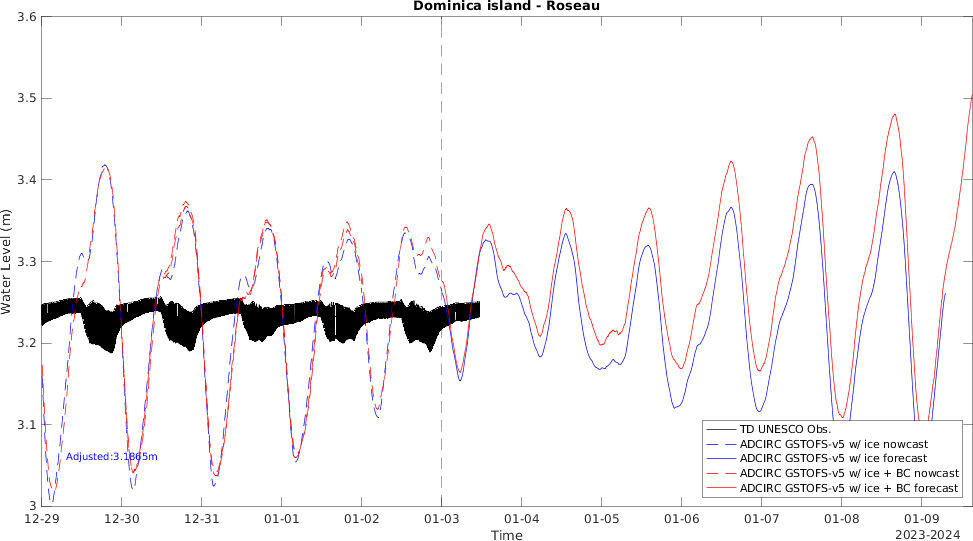 Dominica island - Roseau
3.6
3.5
3.4
3.3
3.2
3.1
3
Water Level (m)
Adjusted:3.1865m
TD UNESCO Obs.
ADCIRC GSTOFS-v5 w/ ice nowcast
ADCIRC GSTOFS-v5 w/ ice forecast
ADCIRC GSTOFS-v5 w/ ice + BC nowcast
ADCIRC GSTOFS-v5 w/ ice + BC forecast
12-29 12-30 12-31 01-01 01-02 01-03 01-04 01-05 01-06 01-07 01-08 01-09
Time
2023-2024